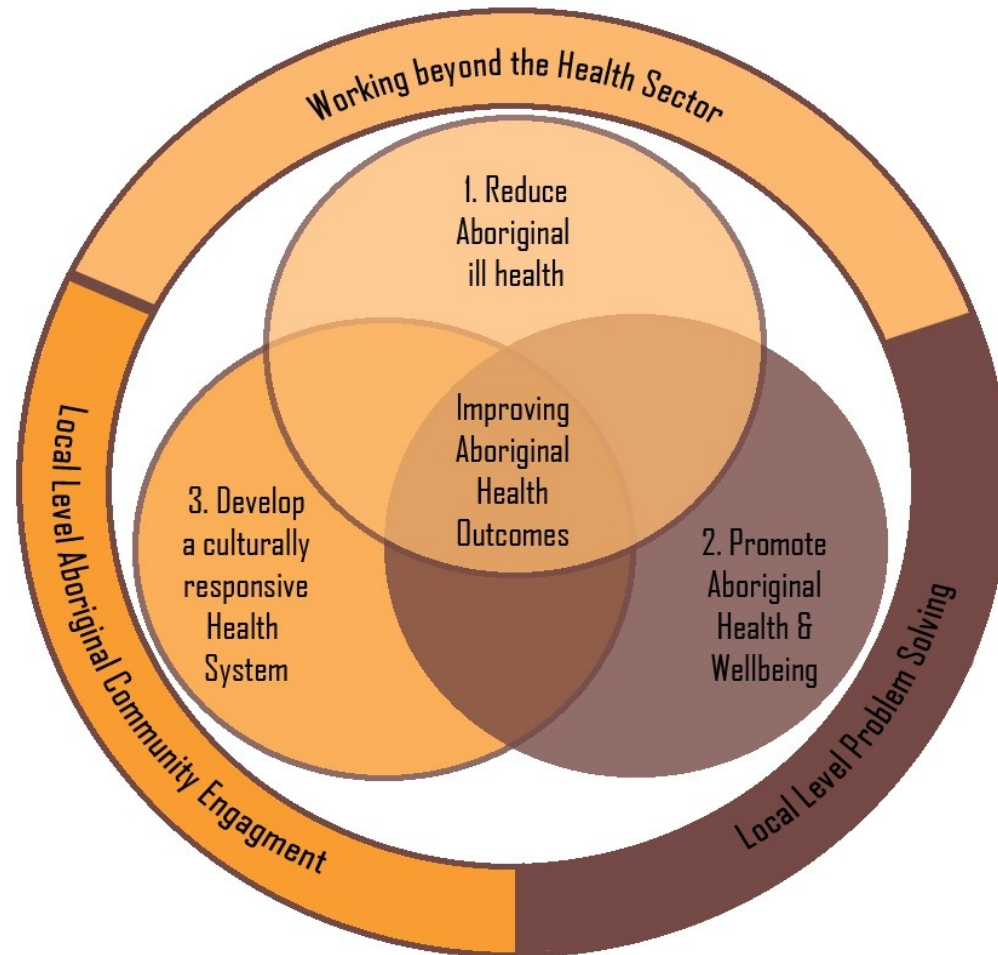 Working beyond the Health Sector
1. Reduce
Aboriginal
ill health
Improving
Aboriginal
Health
Outcomes
3. Develop
a culturally
responsive
Health
System
2. Promote
Aboriginal
Health &
Wellbeing
Local Level Aboriginal Community Engagment
Local Level Problem Solving